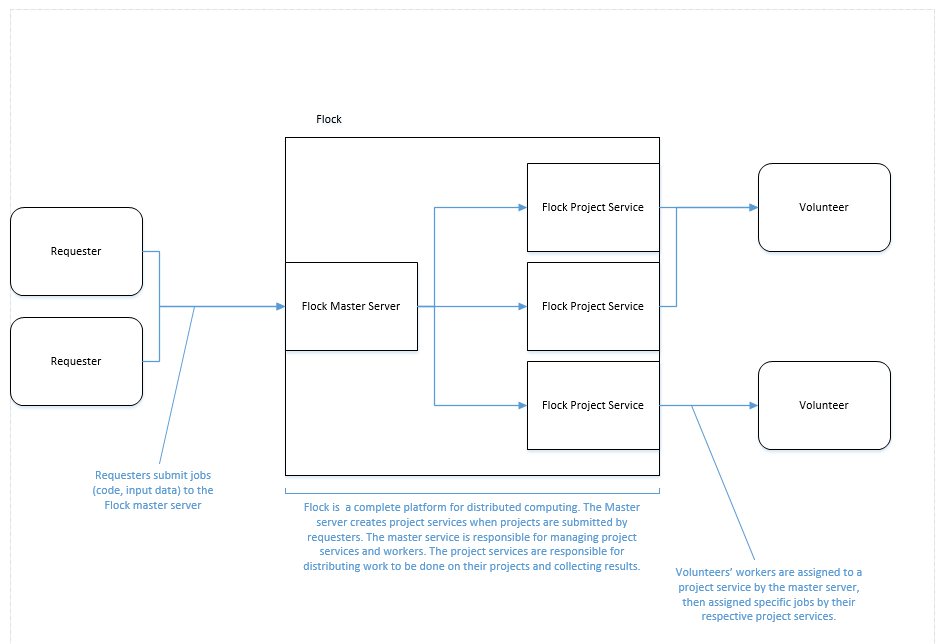 Flock
Flock Project Service
Volunteer
Requester
Flock Master Server
Flock Project Service
Requester
Flock Project Service
Volunteer
Requesters submit jobs
(code, input data) to the
Flock master server
Flock is a complete platform for distributed computing. The Master
server creates project services when projects are submitted by
requesters. The master service is responsible for managing project
services and workers. The project services are responsible for
distributing work to be done on their projects and collecting results.
Volunteers’ workers are assigned to a
project service by the master server,
then assigned specific jobs by their
respective project services.